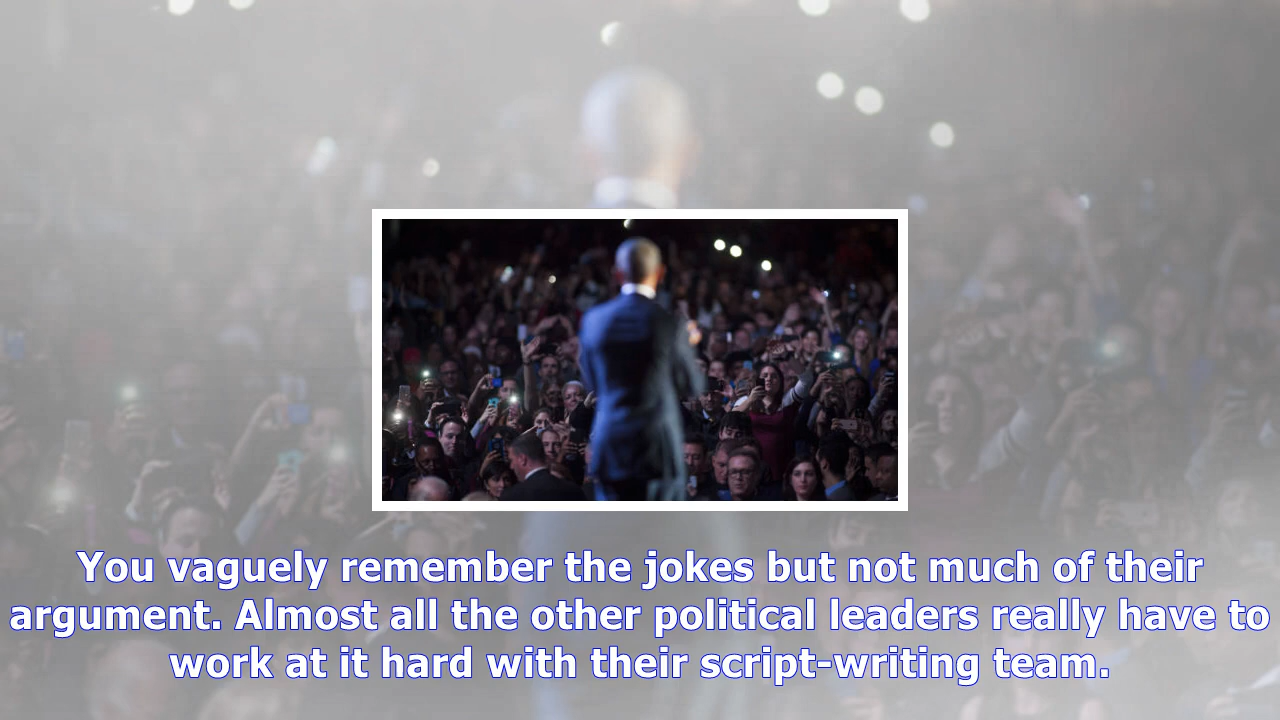 You vaguely remember the jokes but not much of their
argument. Almost all the other political leaders really have to
work at it hard with their script-writing team.